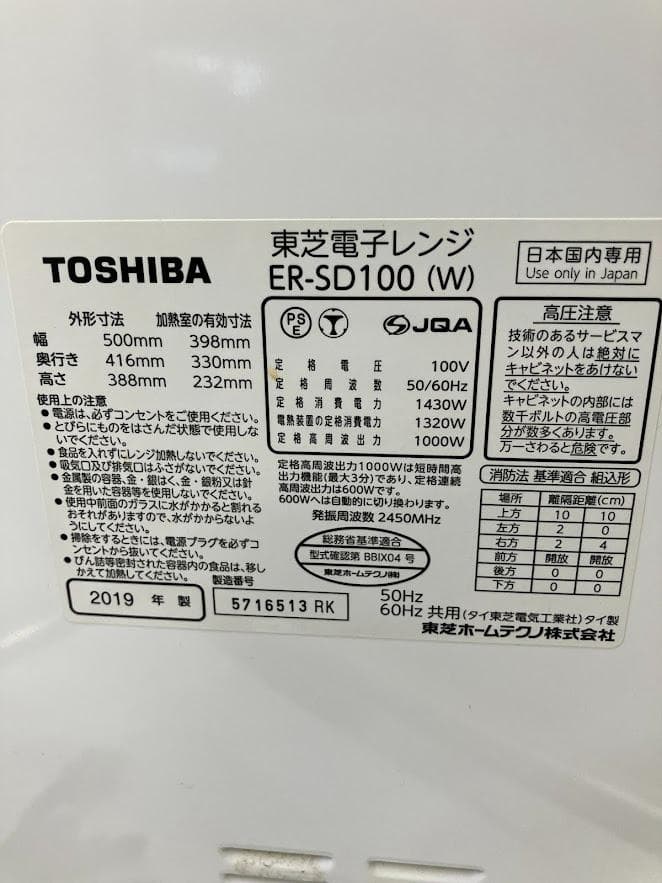 TOSHIBA
東芝電子レンジ
ER-SD100 (W)
日本国内専用
Use only in Japan
外形寸法 加熱室の有効寸法
幅 500mm 398mm
奥行き 416mm 330mm
高さ 388mm 232mm
使用上の注意
●電源は、必ずコンセントをご使用ください。
●とびらにものをはさんだ状態で使用しな
いでください。
●食品を入れずにレンジ加熱しないでください。
●吸気口及び排気口はふさがないでください。
●金属製の容器、金・銀はく、金・銀粉又は針
金を用いた容器等を使用しないでください。
●使用中前面のガラスに水がかかると割れる
おそれがありますので、水がかからないよ
うにしてください。
●掃除をするときには、電源プラグを必ずコ
ンセントから抜いてください。
●びん詰等密封された容器内の食品は、移し
かえて加熱してください。
PS
E
JQA
定格電圧 100V
定格周波数 50/60Hz
定格消費電力 1430W
電熱装置の定格消費電力 1320W
定格高周波出力 1000W
定格高周波出力1000Wは短時間高
出力機能(最大3分)であり、定格連続
高周波出力は600Wです。
600Wへは自動的に切り換わります。
発振周波数 2450MHz
総務省基準適合
型式確認第 BBIX04 号
東芝ホームテクノ(株)
高圧注意
技術のあるサービスマ
ン以外の人は絶対に
キャビネットをあけない
でください。
キャビネットの内部には
数千ボルトの高電圧部
分が数多くあります。
万一さわると危険です。
消防法 基準適合 組込形
場所 離隔距離(cm)
上方 10 10
左方 2 0
右方 2 4
前方 開放 開放
後方 0 0
下方 0 0
2019 年 製
製造番号
5716513 RK
50Hz
60Hz 共用 (タイ東芝電気工業社)タイ製
東芝ホームテクノ株式会社